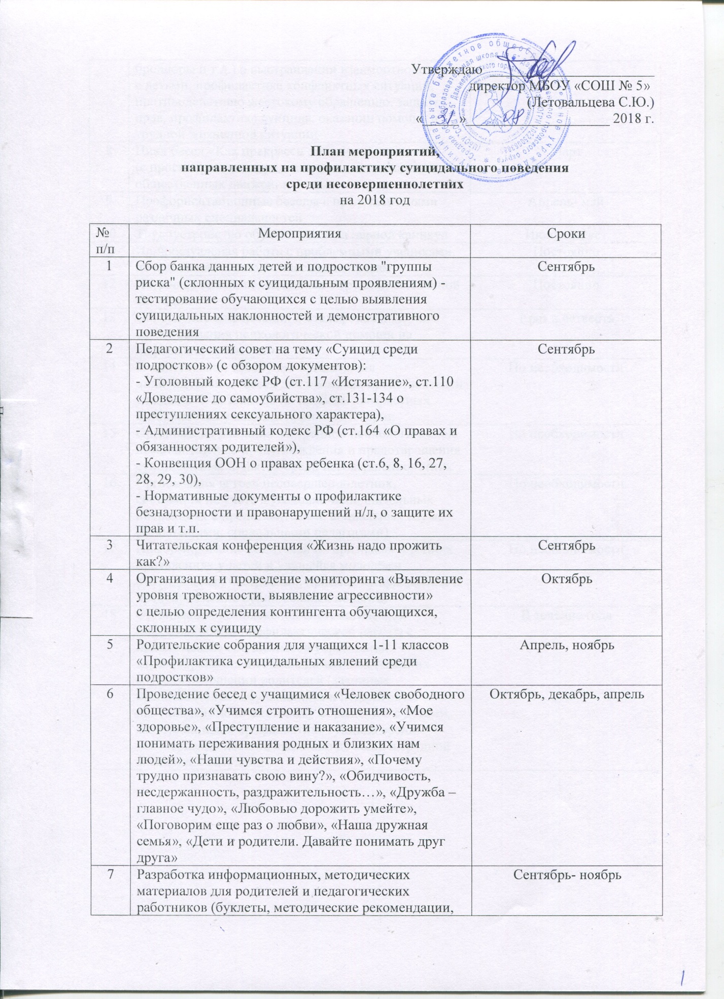 Утверждаю
директор МБОУ «СОШ № 5»
(Летовальцева С.Ю.)
« 31 » 08 2018 г.
План мероприятий,
направленных на профилактику суицидального поведения
среди несовершеннолетних
на 2018 год
№ Мероприятия Сроки
п/п
1 Сбор банка данных детей и подростков "группы Сентябрь
риска" (склонных к суицидальным проявлениям) -
тестирование обучающихся с целью выявления
суицидальных наклонностей и демонстративного
поведения
2 Педагогический совет на тему «Суицид среди Сентябрь
подростков» (с обзором документов):
- Уголовный кодекс РФ (ст.117 «Истязание», ст.110
«Доведение до самоубийства», ст.131-134 о
преступлениях сексуального характера),
- Административный кодекс РФ (ст.164 «О правах и
обязанностях родителей»),
- Конвенция ООН о правах ребенка (ст.6, 8, 16, 27,
28, 29, 30),
- Нормативные документы о профилактике
безнадзорности и правонарушений н/л, о защите их
прав и т.п.
3 Читательская конференция «Жизнь надо прожить Сентябрь
как?»
4 Организация и проведение мониторинга «Выявление Октябрь
уровня тревожности, выявление агрессивности»
с целью определения контингента обучающихся,
склонных к суициду
5 Родительские собрания для учащихся 1-11 классов Апрель, ноябрь
«Профилактика суицидальных явлений среди
подростков»
6 Проведение бесед с учащимися «Человек свободного Октябрь, декабрь, апрель
общества», «Учимся строить отношения», «Мое
здоровье», «Преступление и наказание», «Учимся
понимать переживания родных и близких нам
людей», «Наши чувства и действия», «Почему
трудно признавать свою вину?», «Обидчивость,
несдержанность, раздражительность…», «Дружба –
главное чудо», «Любовью дорожить умейте»,
«Поговорим еще раз о любви», «Наша дружная
семья», «Дети и родители. Давайте понимать друг
друга»
7 Разработка информационных, методических Сентябрь- ноябрь
материалов для родителей и педагогических
работников (буклеты, методические рекомендации,
1